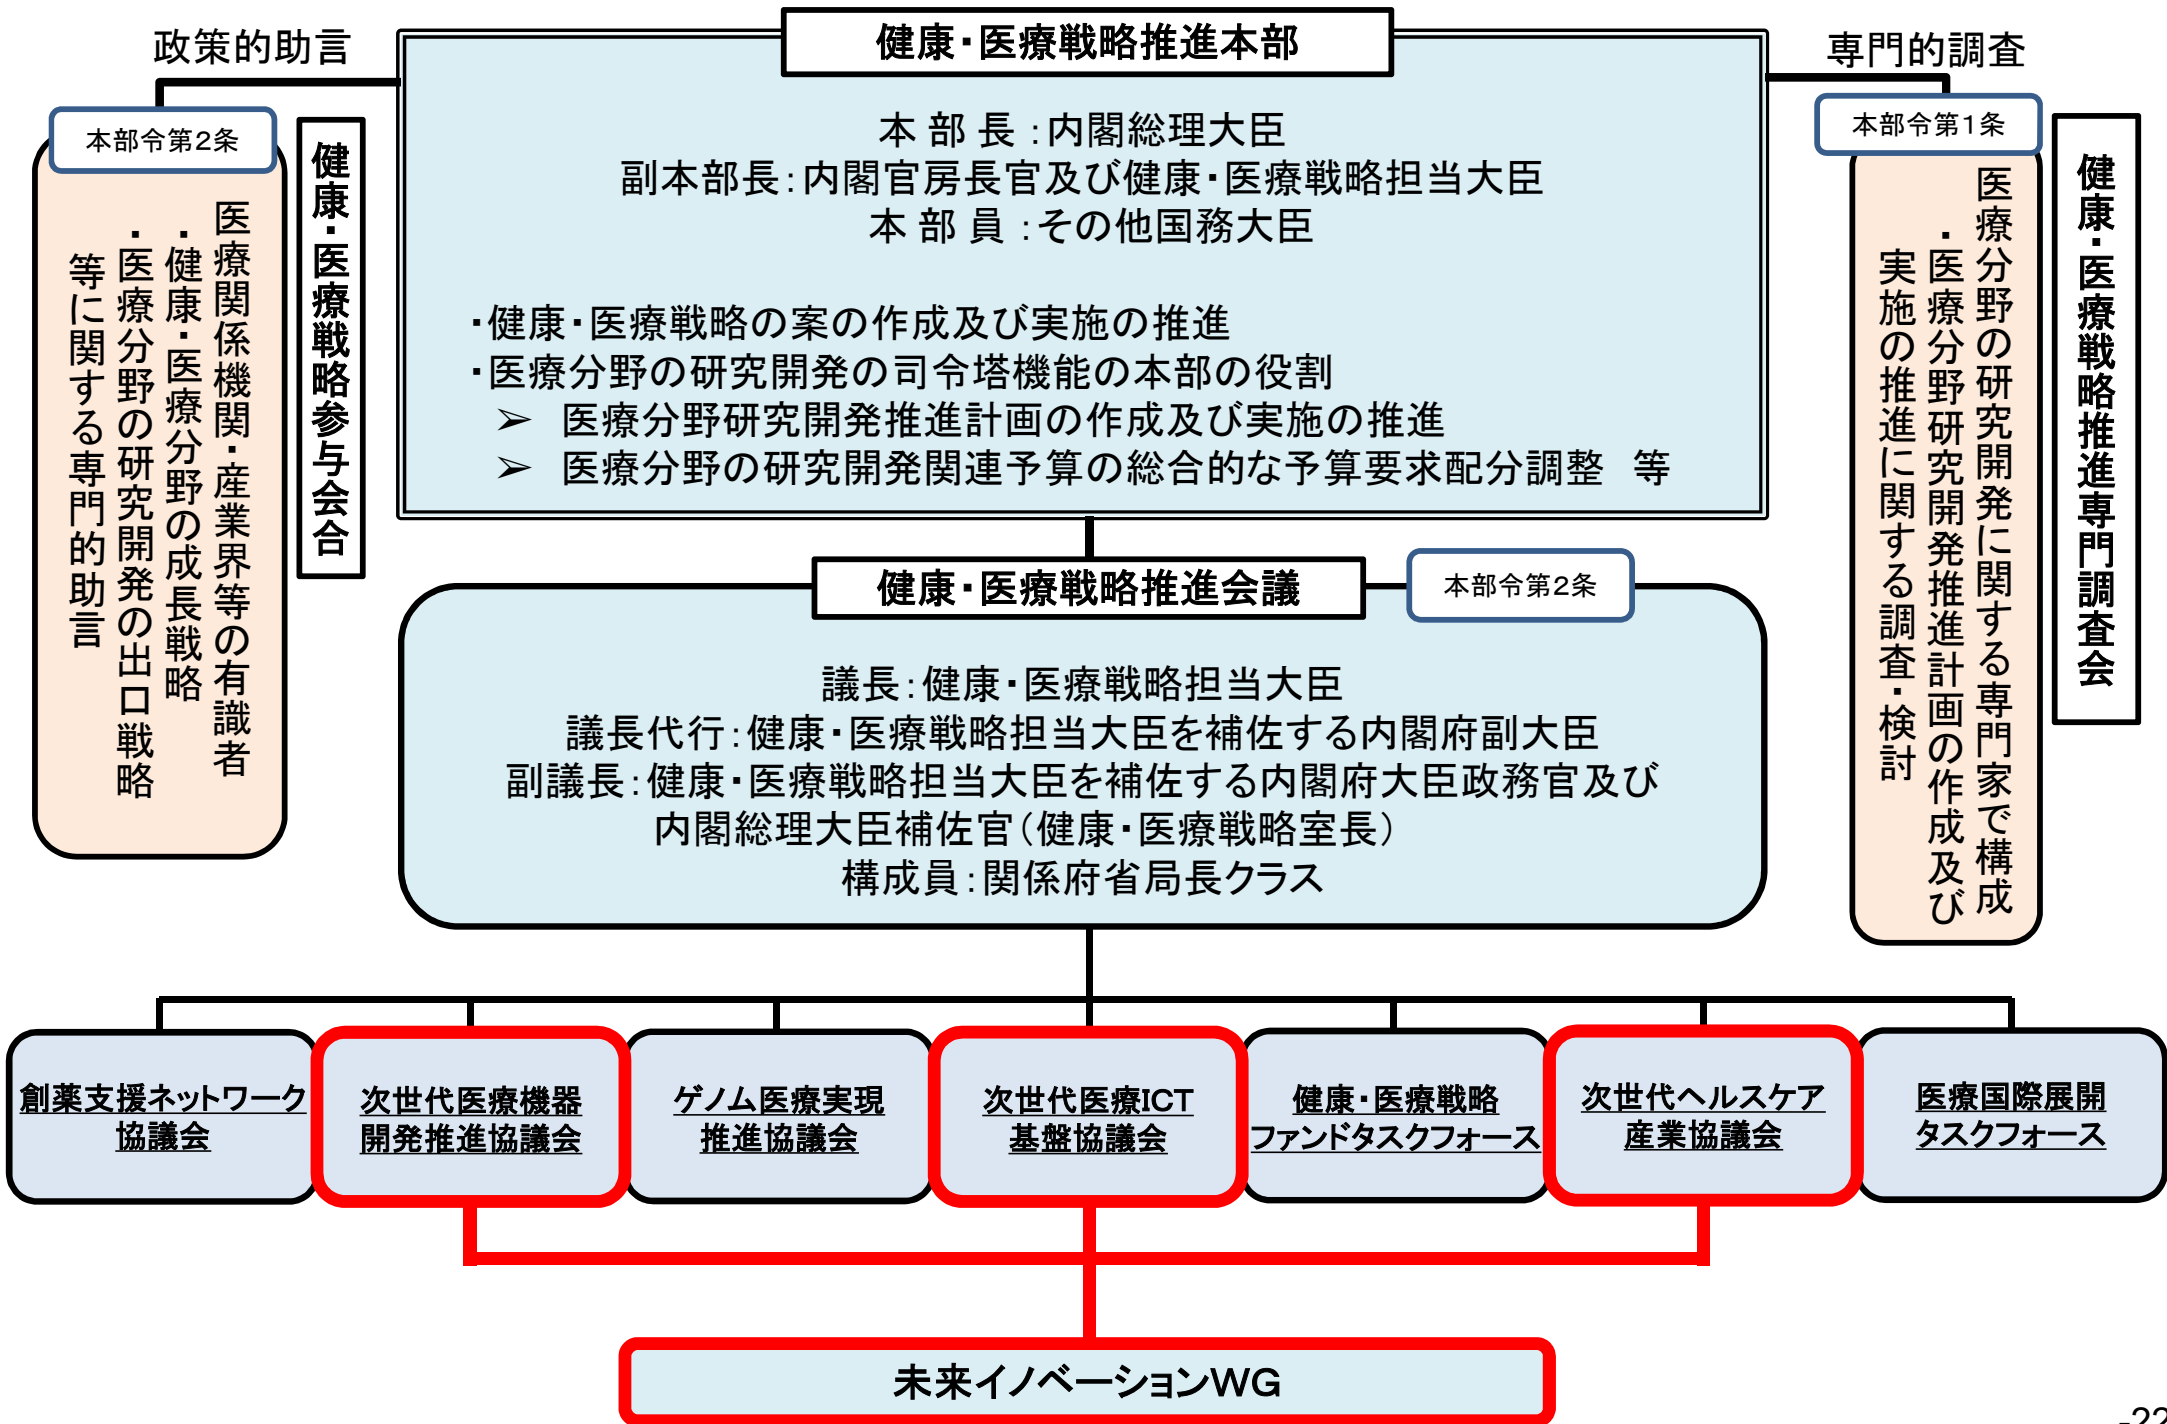 健康・医療戦略推進本部
政策的助言
専門的調査
本部長：内閣総理大臣
副本部長：内閣官房長官及び健康・医療戦略担当大臣
本部員：その他国務大臣
・健康・医療戦略の案の作成及び実施の推進
・医療分野の研究開発の司令塔機能の本部の役割
➢ 医療分野研究開発推進計画の作成及び実施の推進
➢ 医療分野の研究開発関連予算の総合的な予算要求配分調整 等
本部令第2条
健康・医療戦略参与会合
医療関係機関・産業界等の有識者
・健康・医療分野の成長戦略
・医療分野の研究開発の出口戦略
等に関する専門的助言
本部令第1条
健康・医療戦略推進専門調査会
医療分野の研究開発に関する専門家で構成
・医療分野研究開発推進計画の作成及び
実施の推進に関する調査・検討
健康・医療戦略推進会議
本部令第2条
議長：健康・医療戦略担当大臣
議長代行：健康・医療戦略担当大臣を補佐する内閣府副大臣
副議長：健康・医療戦略担当大臣を補佐する内閣府大臣政務官及び
内閣総理大臣補佐官（健康・医療戦略室長）
構成員：関係府省局長クラス
創薬支援ネットワーク
協議会
次世代医療機器
開発推進協議会
ゲノム医療実現
推進協議会
次世代医療ICT
基盤協議会
健康・医療戦略
ファンドタスクフォース
次世代ヘルスケア
産業協議会
医療国際展開
タスクフォース
未来イノベーションWG
-22